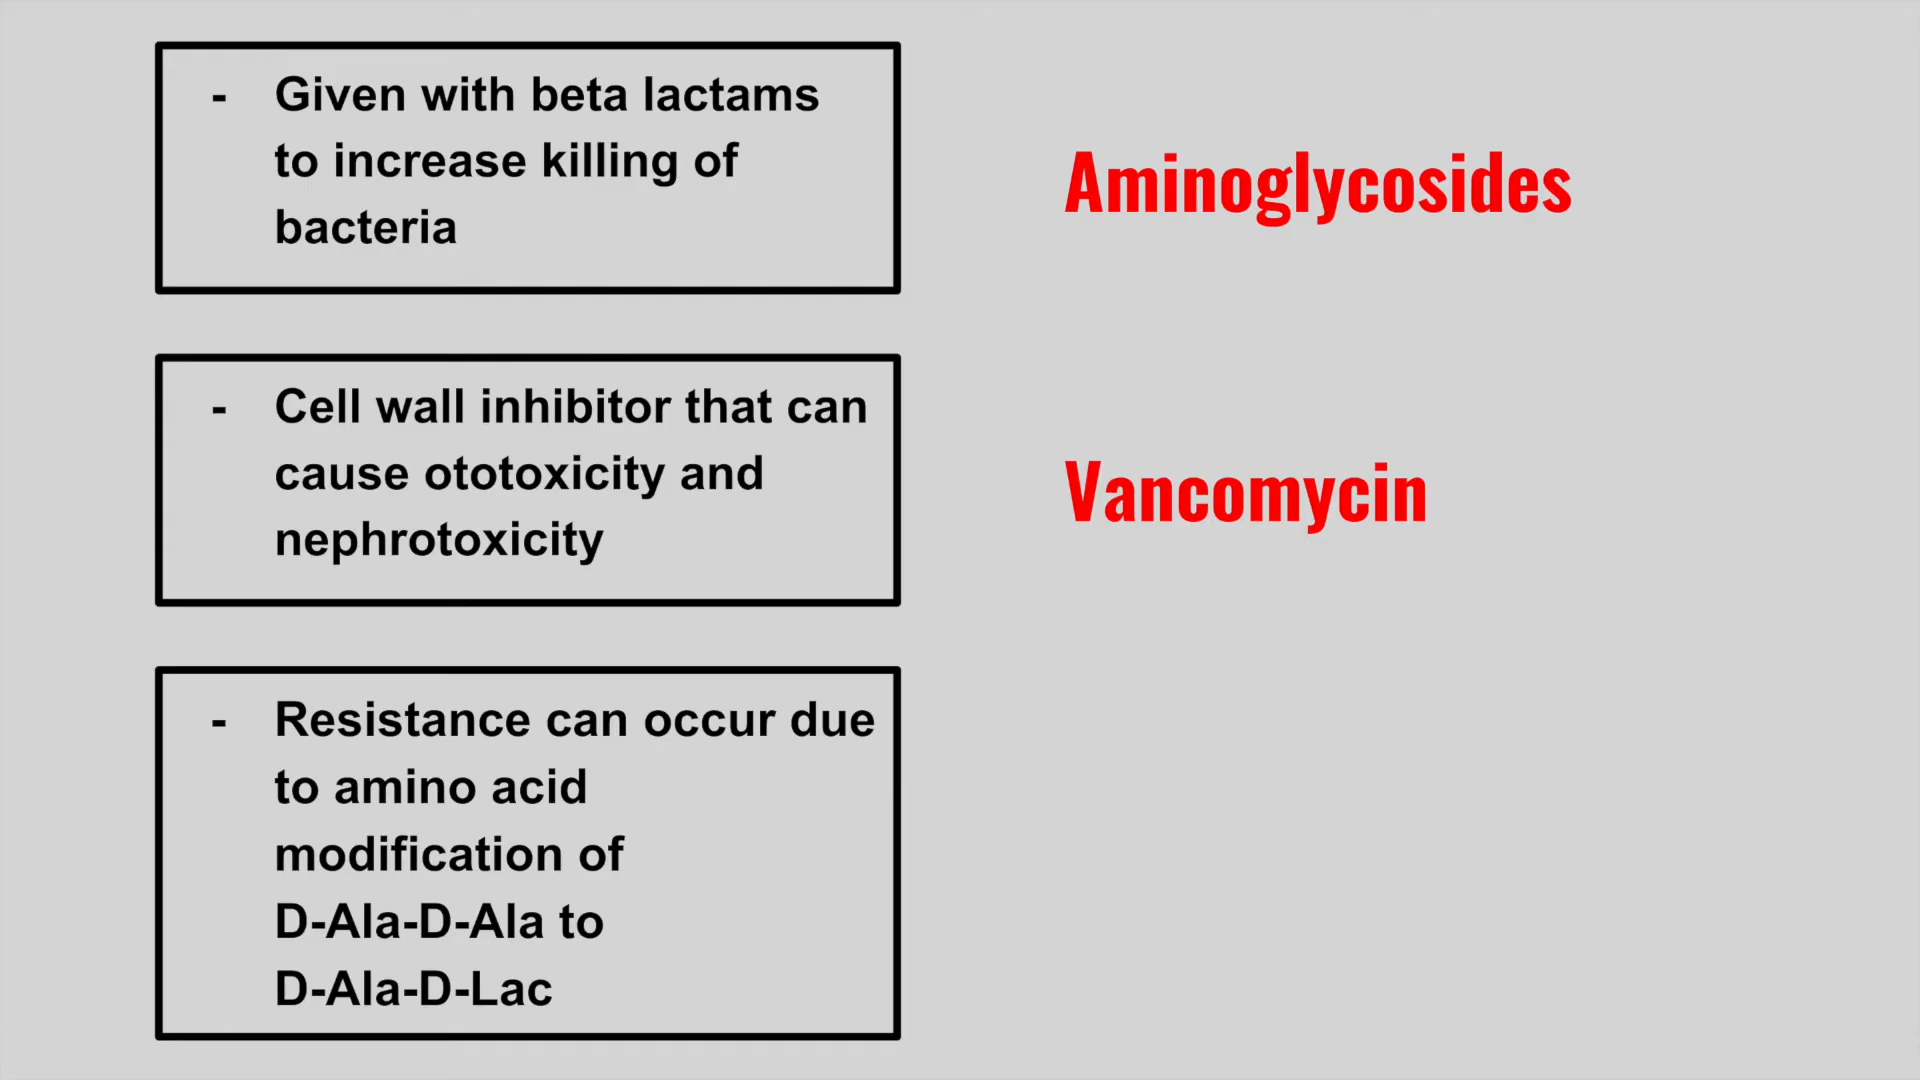 - Given with beta lactams
to increase killing of
bacteria
Aminoglycosides
- Cell wall inhibitor that can
cause ototoxicity and
nephrotoxicity
Vancomycin
- Resistance can occur due
to amino acid
modification of
D-Ala-D-Ala to
D-Ala-D-Lac